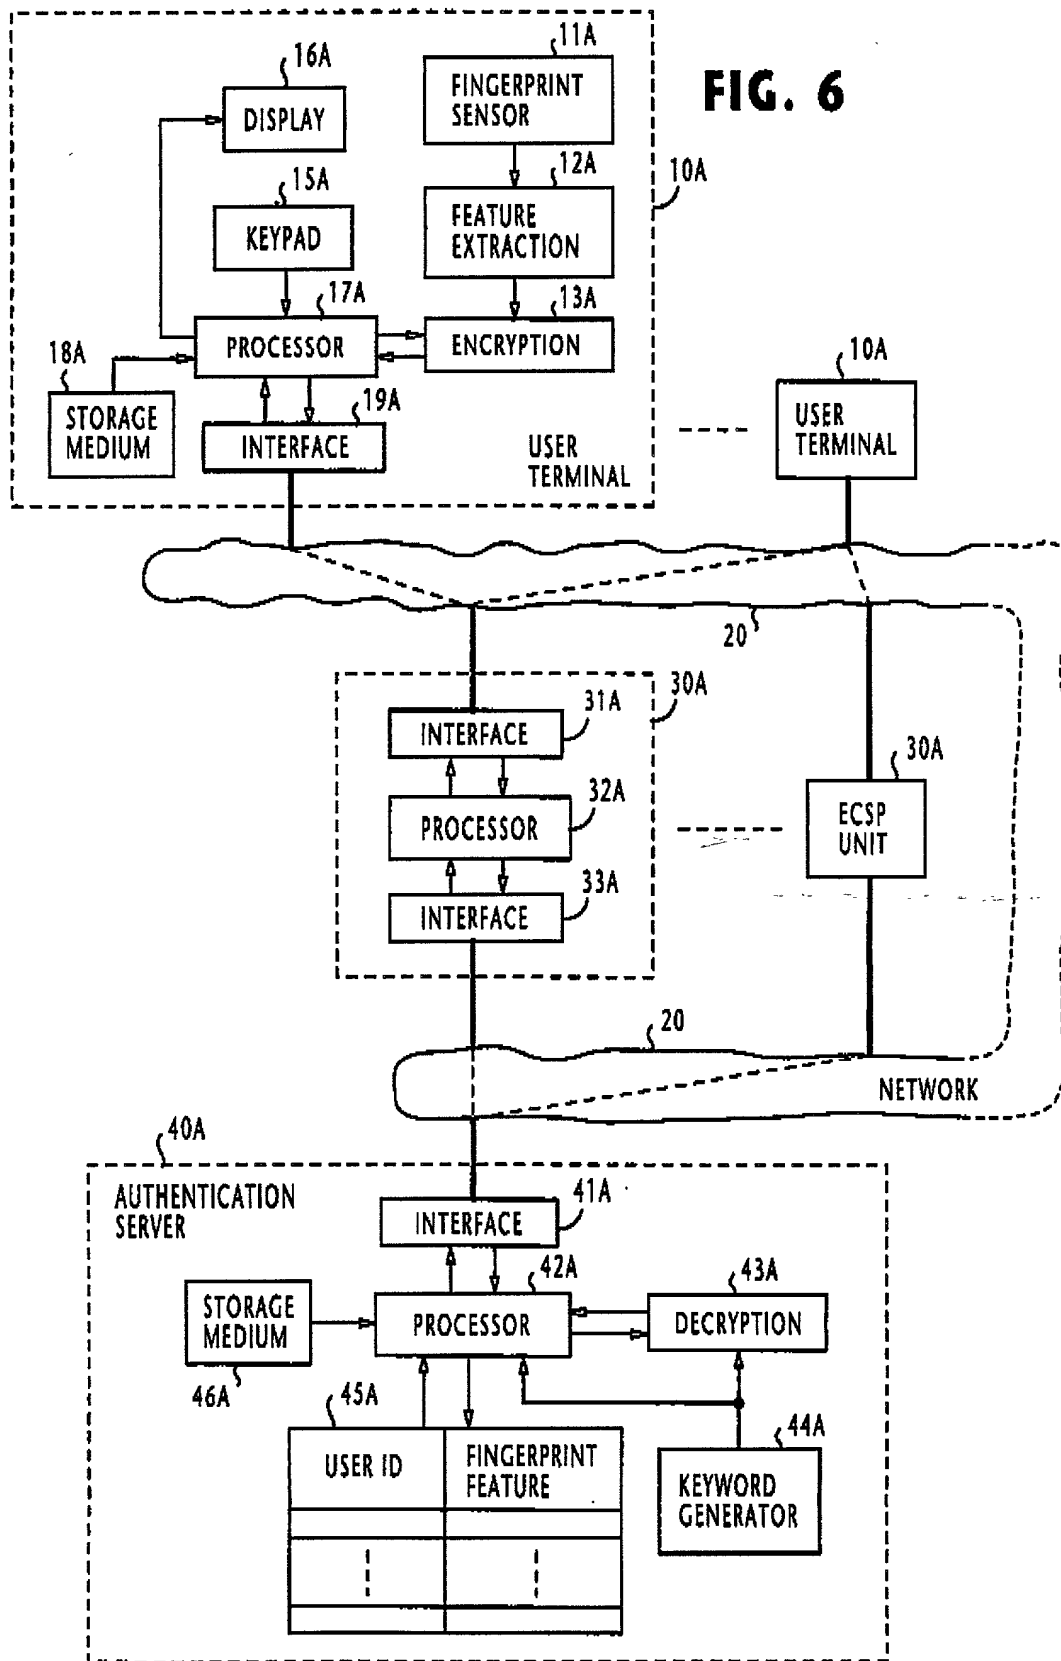 FIG. 6
11A
16A
FINGERPRINT
SENSOR
DISPLAY
12A
10A
15A
FEATURE
EXTRACTION
KEYPAD
17A
13A
PROCESSOR
ENCRYPTION
18A
10A
STORAGE
MEDIUM
19A
INTERFACE
USER
TERMINAL
USER
TERMINAL
20
30A
31A
INTERFACE
30A
32A
PROCESSOR
ECSP
UNIT
33A
INTERFACE
20
NETWORK
40A
AUTHENTICATION
SERVER
41A
INTERFACE
42A
43A
STORAGE
MEDIUM
PROCESSOR
DECRYPTION
46A
45A
44A
USER ID
FINGERPRINT
FEATURE
KEYWORD
GENERATOR